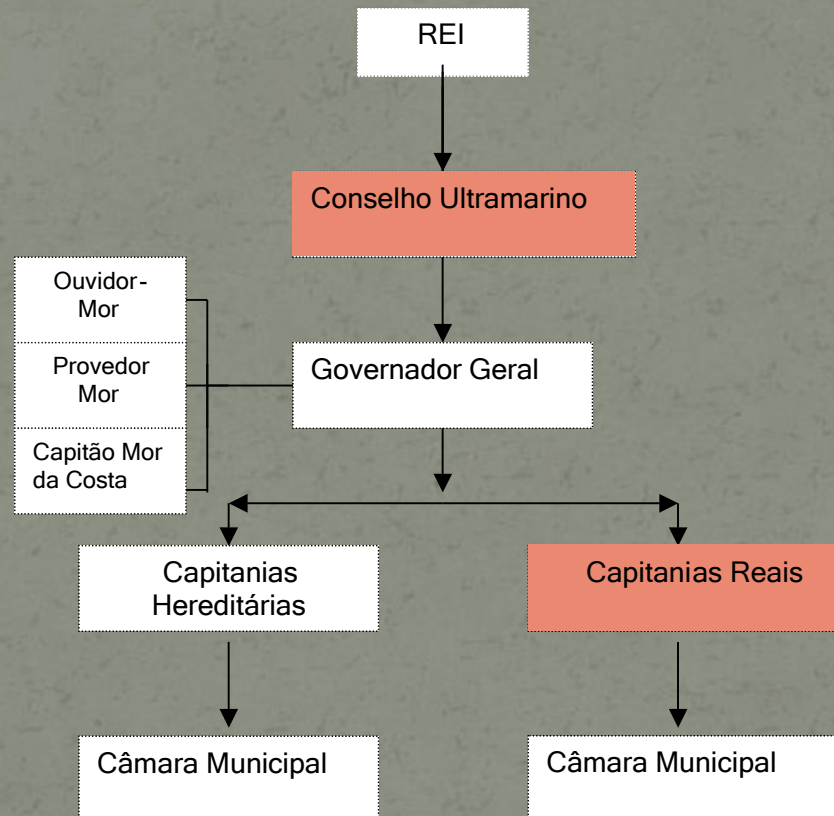 REI
Conselho Ultramarino
Ouvidor-
Mor
Provedor
Mor
Capitão Mor
da Costa
Governador Geral
Capitanias
Hereditárias
Capitanias Reais
Câmara Municipal
Câmara Municipal